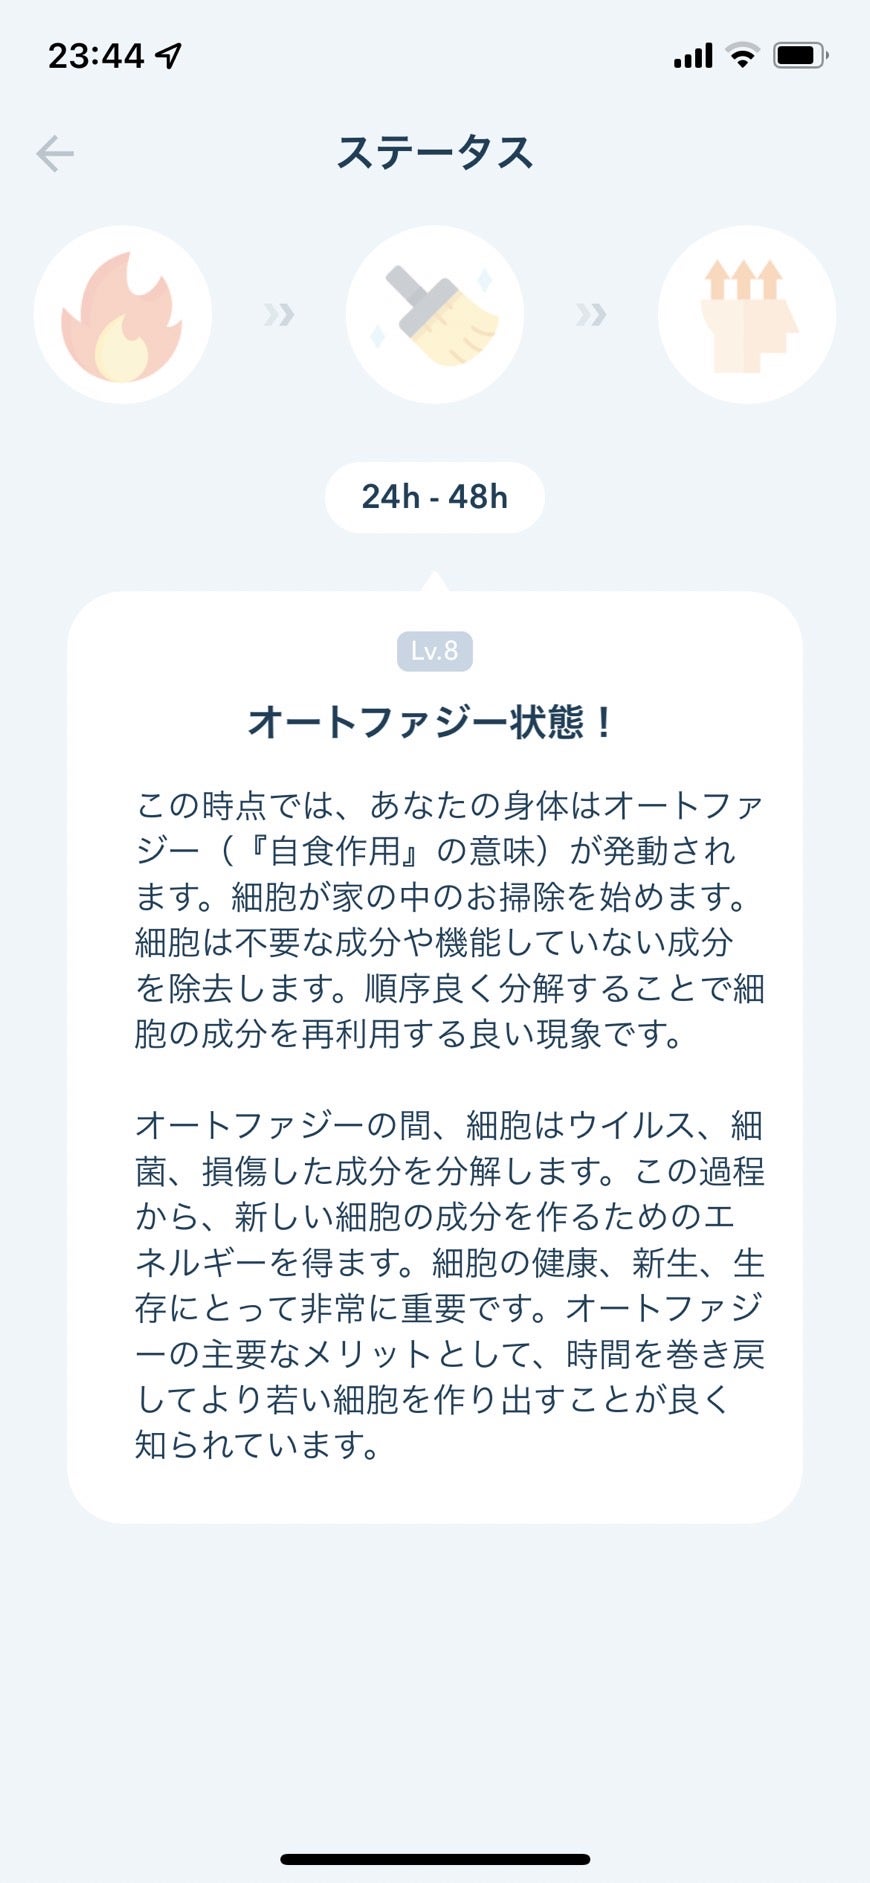 23:44
ステータス
24h - 48h
Lv.8
オートファジー状態！
この時点では、あなたの身体はオートファ
ジー（『自食作用』の意味）が発動され
ます。細胞が家の中のお掃除を始めます。
細胞は不要な成分や機能していない成分
を除去します。順序良く分解することで細
胞の成分を再利用する良い現象です。
オートファジーの間、細胞はウイルス、細
菌、損傷した成分を分解します。この過程
から、新しい細胞の成分を作るためのエ
ネルギーを得ます。細胞の健康、新生、生
存にとって非常に重要です。オートファジ
ーの主要なメリットとして、時間を巻き戻
してより若い細胞を作り出すことが良く
知られています。